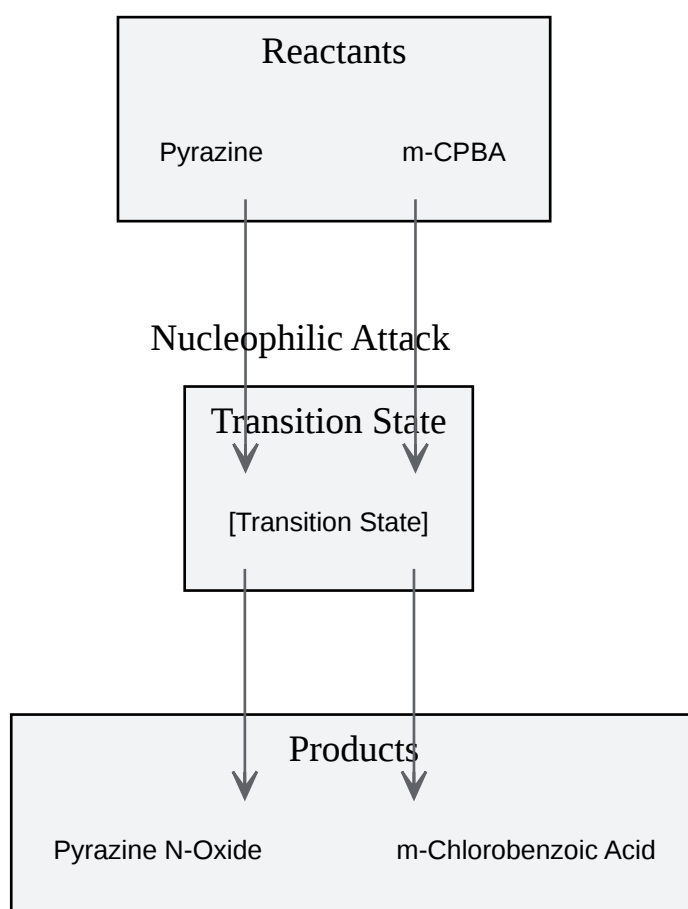 Reactants
Pyrazine m-CPBA
Nucleophilic Attack
Transition State
[Transition State]
Products
Pyrazine N-Oxide m-Chlorobenzoic Acid